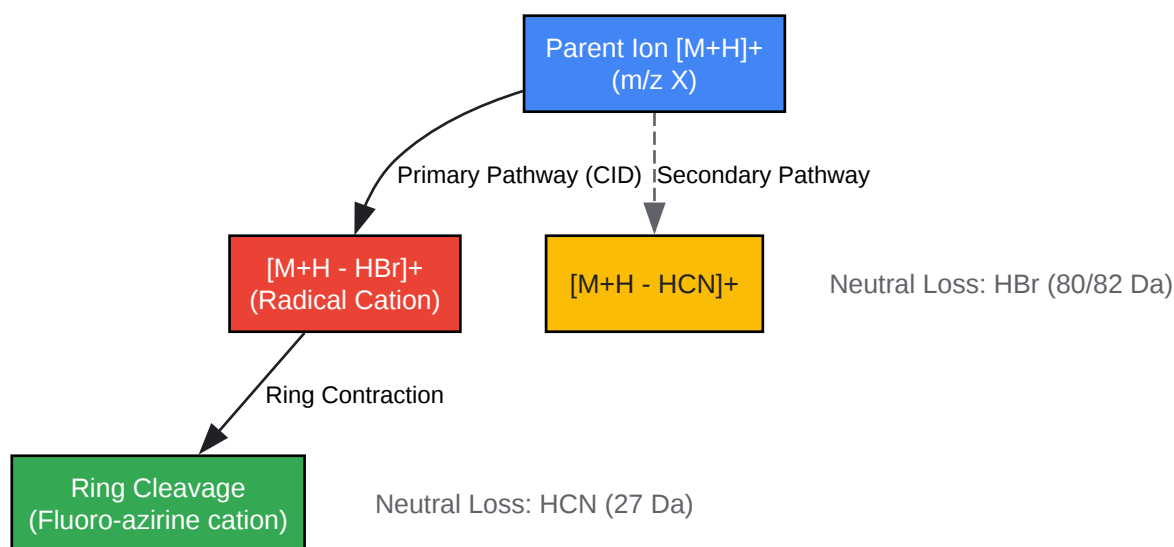 Parent Ion [M+H]+
(m/z X)
Primary Pathway (CID)
Secondary Pathway
[M+H - HBr]+
(Radical Cation)
[M+H - HCN]+
Neutral Loss: HBr (80/82 Da)
Ring Contraction
Ring Cleavage
(Fluoro-azirine cation)
Neutral Loss: HCN (27 Da)